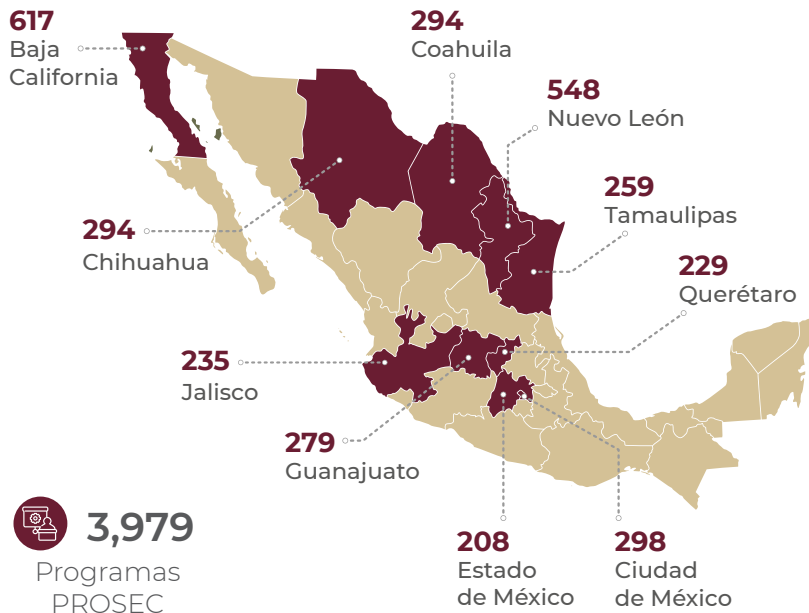 617
Baja
California
294
Coahuila
548
Nuevo León
259
Tamaulipas
294
Chihuahua
229
Querétaro
235
Jalisco
279
Guanajuato
208
Estado
de México
298
Ciudad
de México
3,979
Programas
PROSEC